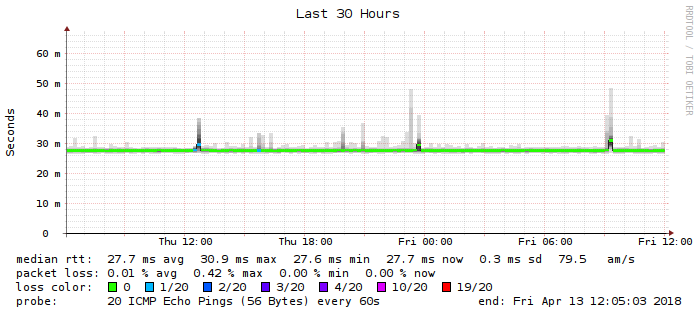 Last 30 Hours
RRDTOOL / TOBI OETIKER
Seconds
60 m
50 m
40 m
30 m
20 m
10 m
0
Thu 12:00 Thu 18:00 Fri 00:00 Fri 06:00 Fri 12:00
median rtt: 27.7 ms avg 30.9 ms max 27.6 ms min 27.7 ms now 0.3 ms sd 79.5 am/s
packet loss: 0.01 % avg 0.42 % max 0.00 % min 0.00 % now
loss color: 0 1/20 2/20 3/20 4/20 10/20 19/20
probe: 20 ICMP Echo Pings (56 Bytes) every 60s end: Fri Apr 13 12:05:03 2018